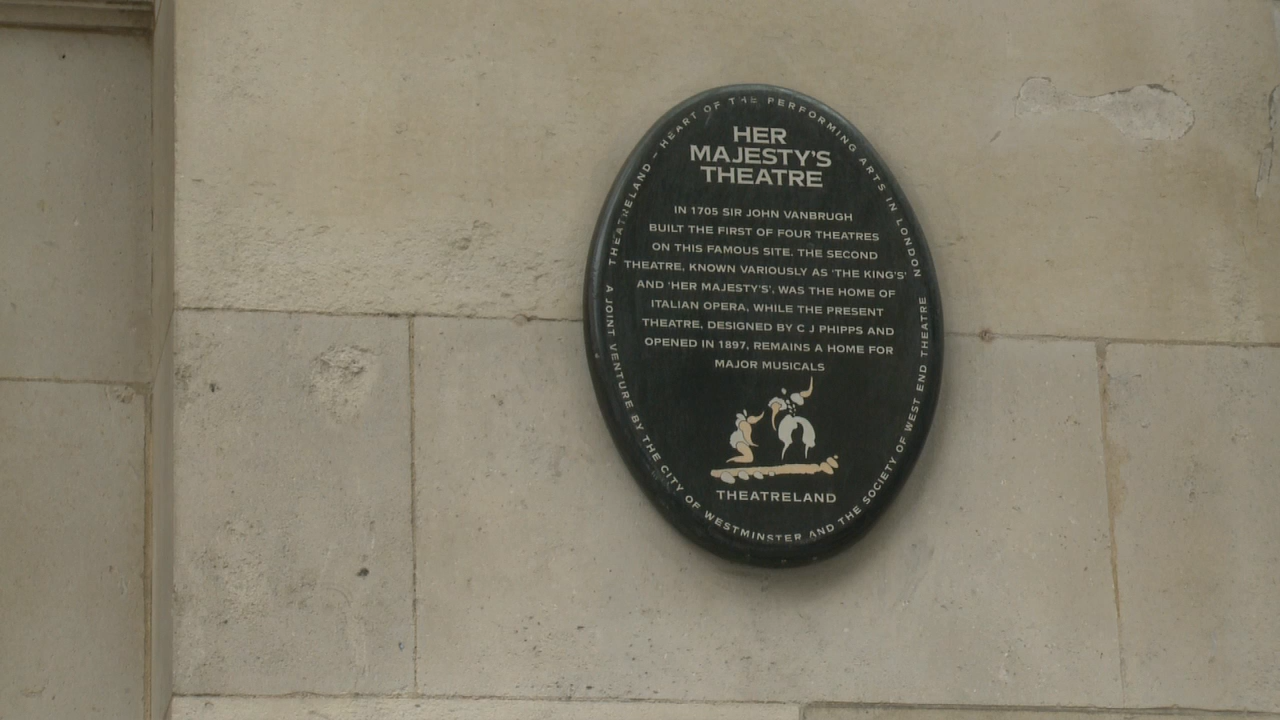 THEATRELAND – HEART OF THE PERFORMING ARTS IN LONDON
HER
MAJESTY'S
THEATRE
IN 1705 SIR JOHN VANBRUGH
BUILT THE FIRST OF FOUR THEATRES
ON THIS FAMOUS SITE. THE SECOND
THEATRE, KNOWN VARIOUSLY AS 'THE KING'S'
AND 'HER MAJESTY'S', WAS THE HOME OF
ITALIAN OPERA, WHILE THE PRESENT
THEATRE, DESIGNED BY C J PHIPPS AND
OPENED IN 1897, REMAINS A HOME FOR
MAJOR MUSICALS
THEATRELAND
A JOINT VENTURE BY THE CITY OF WESTMINSTER AND THE SOCIETY OF WEST END THEATRE